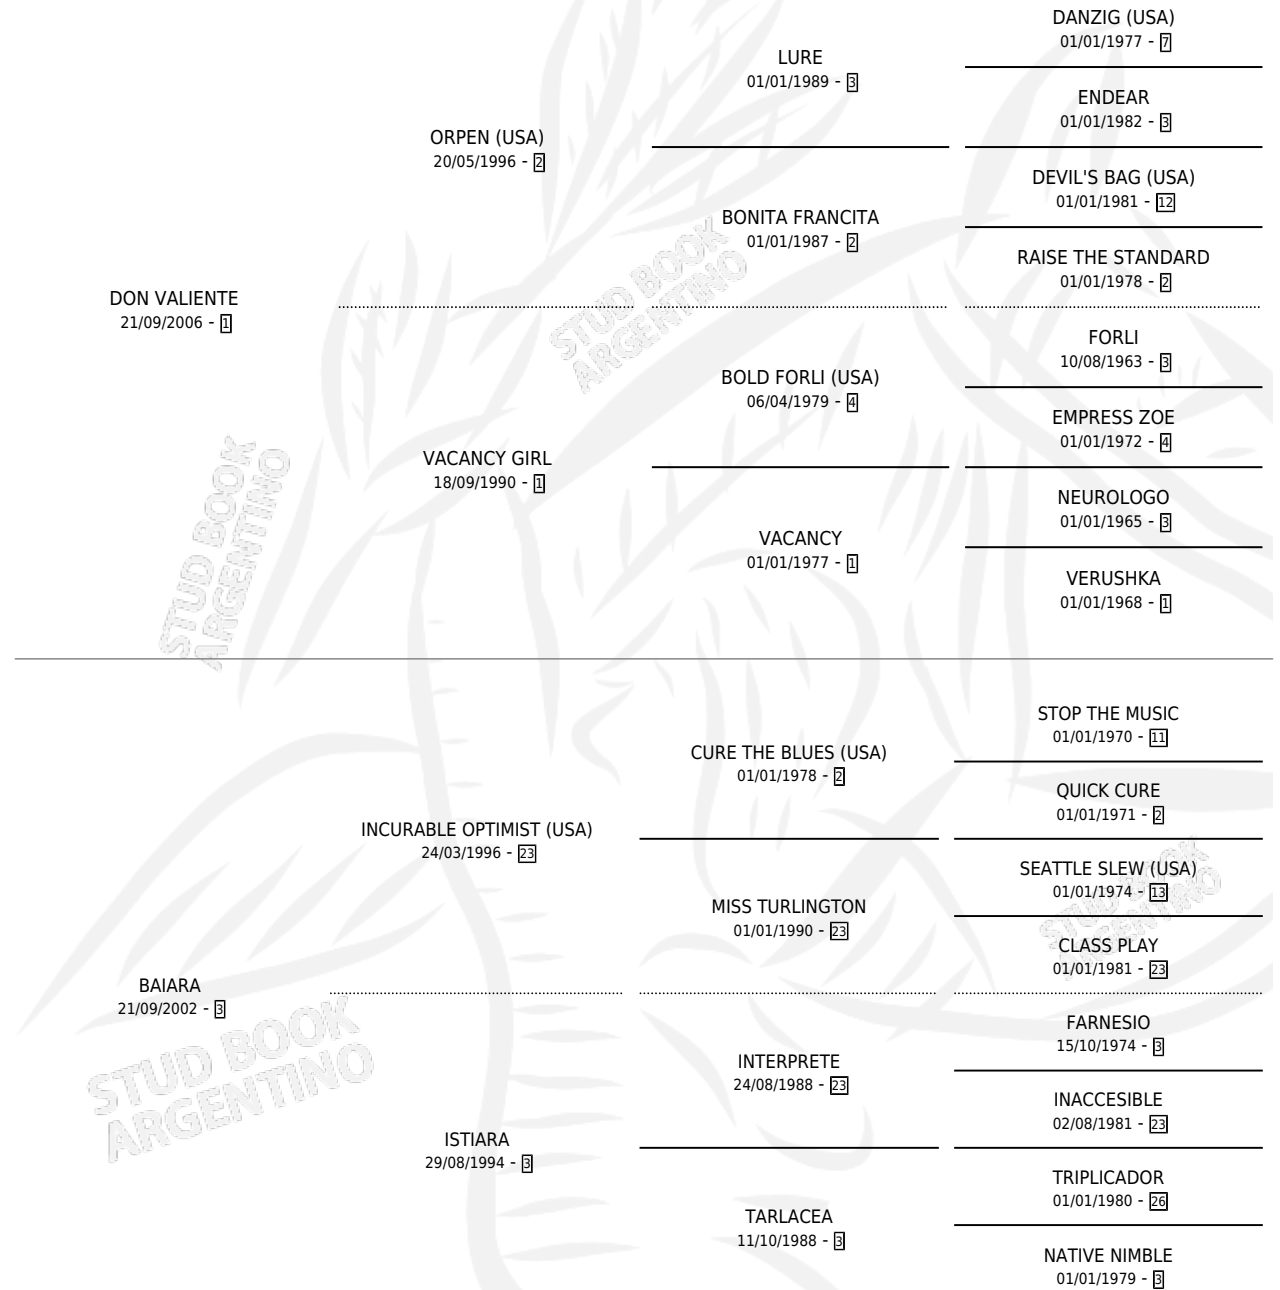 DANZIG (USA)
01/01/1977 - 7
LURE
01/01/1989 - 3
ENDEAR
01/01/1982 - 3
ORPEN (USA)
20/05/1996 - 2
DEVIL'S BAG (USA)
01/01/1981 - 12
BONITA FRANCITA
01/01/1987 - 2
RAISE THE STANDARD
01/01/1978 - 2
DON VALIENTE
21/09/2006 - 1
STUD BOOK
ARGENTINO
FORLI
10/08/1963 - 3
BOLD FORLI (USA)
06/04/1979 - 4
EMPRESS ZOE
01/01/1972 - 4
VACANCY GIRL
18/09/1990 - 1
NEUROLOGO
01/01/1965 - 3
VACANCY
01/01/1977 - 1
VERUSHKA
01/01/1968 - 1
STUD BOOK
ARGENTINO
STOP THE MUSIC
01/01/1970 - 11
CURE THE BLUES (USA)
01/01/1978 - 2
QUICK CURE
01/01/1971 - 2
INCURABLE OPTIMIST (USA)
24/03/1996 - 23
SEATTLE SLEW (USA)
01/01/1974 - 13
MISS TURLINGTON
01/01/1990 - 23
STUD BOOK
ARGENTINO
CLASS PLAY
01/01/1981 - 23
BAIARA
21/09/2002 - 3
FARNESIO
15/10/1974 - 3
INTERPRETE
24/08/1988 - 23
INACCESIBLE
02/08/1981 - 23
STUD BOOK
ARGENTINO
ISTIARA
29/08/1994 - 3
TRIPLICADOR
01/01/1980 - 26
TARLACEA
11/10/1988 - 3
NATIVE NIMBLE
01/01/1979 - 3